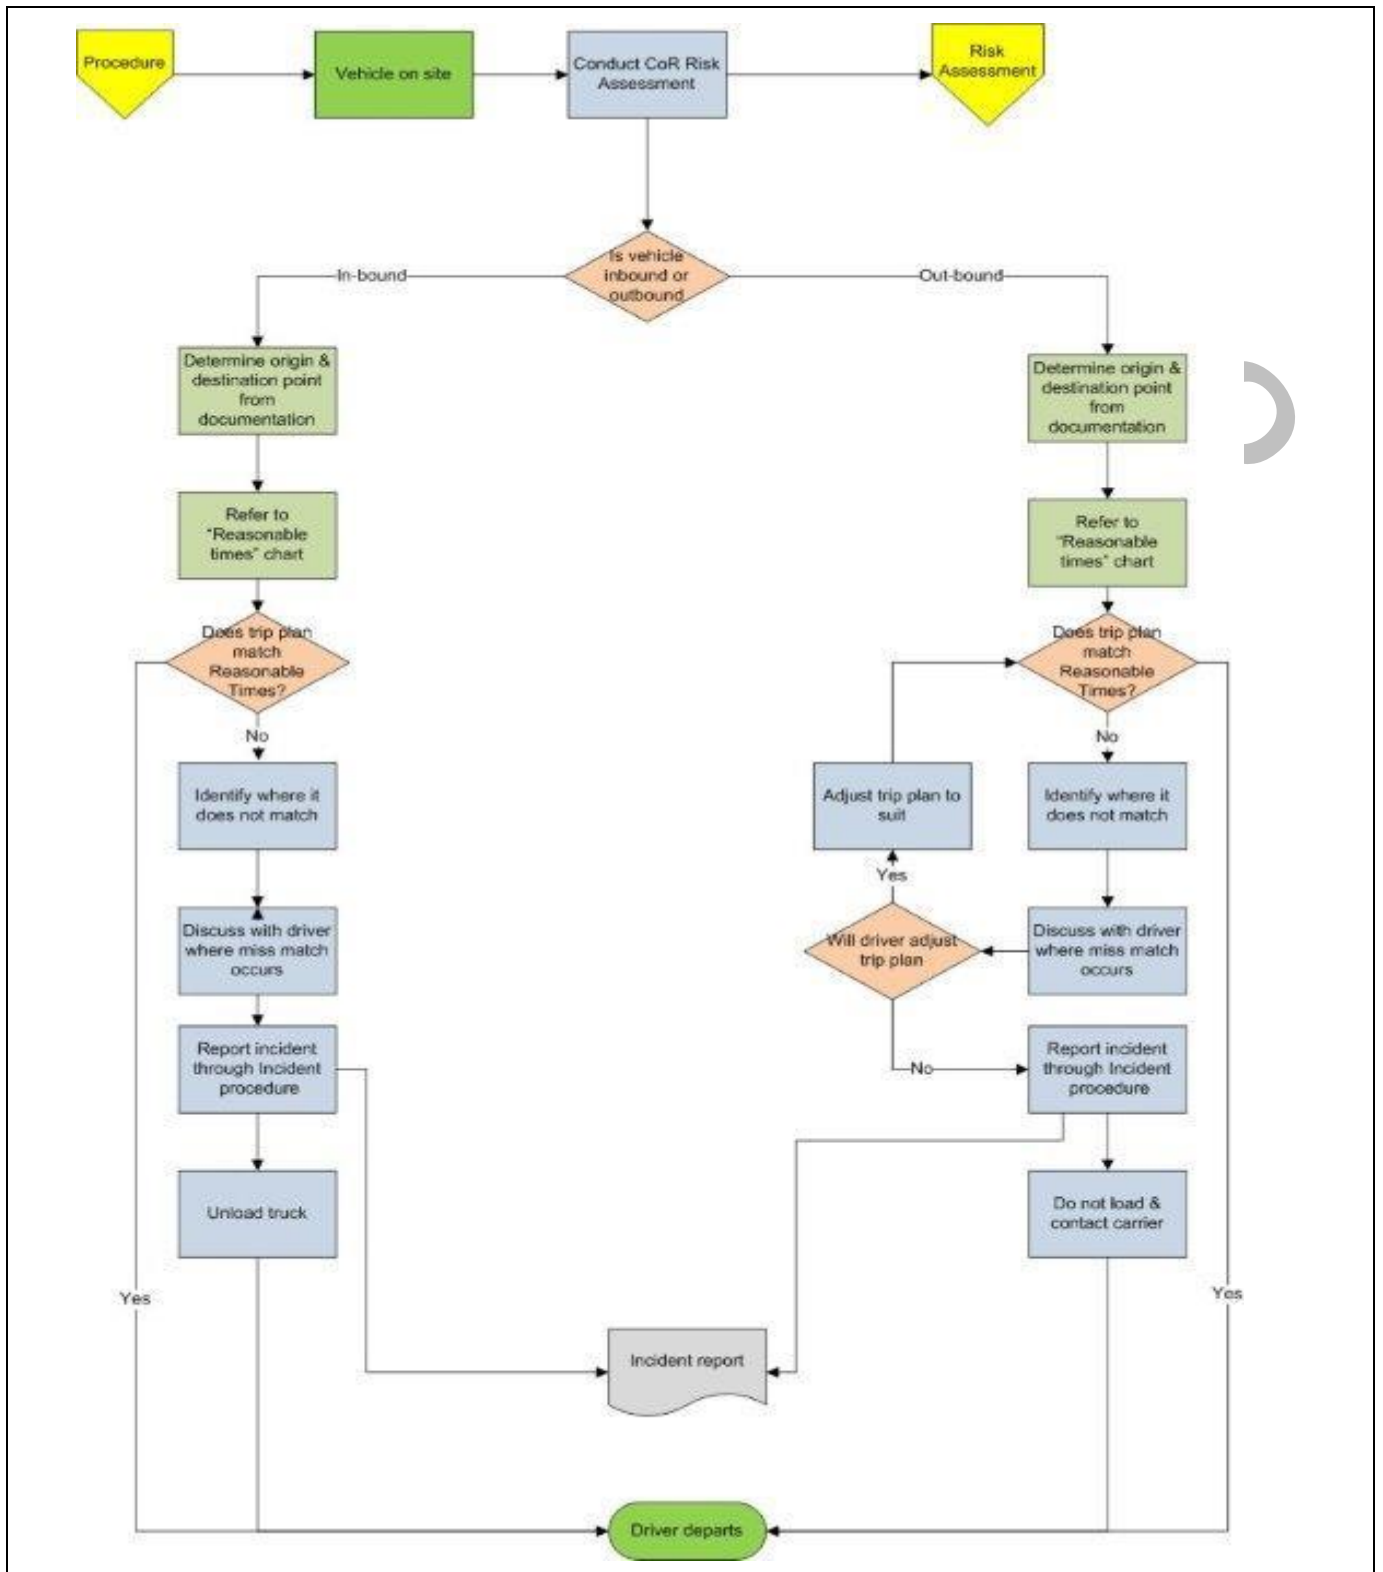 Procedure
Vehicle on site
Conduct CoR Risk
Assessment
Risk
Assessment
Is vehicle
inbound or
outbound
In-bound
Out-bound
Determine origin &
destination point
from
documentation
Determine origin &
destination point
from
documentation
Refer to
"Reasonable
times" chart
Refer to
"Reasonable
times" chart
Does trip plan
match
Reasonable
Times?
Does trip plan
match
Reasonable
Times?
No
No
Identify where it
does not match
Adjust trip plan to
suit
Identify where it
does not match
Yes
Discuss with driver
where miss match
occurs
Will driver adjust
trip plan
Discuss with driver
where miss match
occurs
Report incident
through Incident
procedure
No
Report incident
through Incident
procedure
Unload truck
Do not load &
contact carrier
Yes
Yes
Incident report
Driver departs